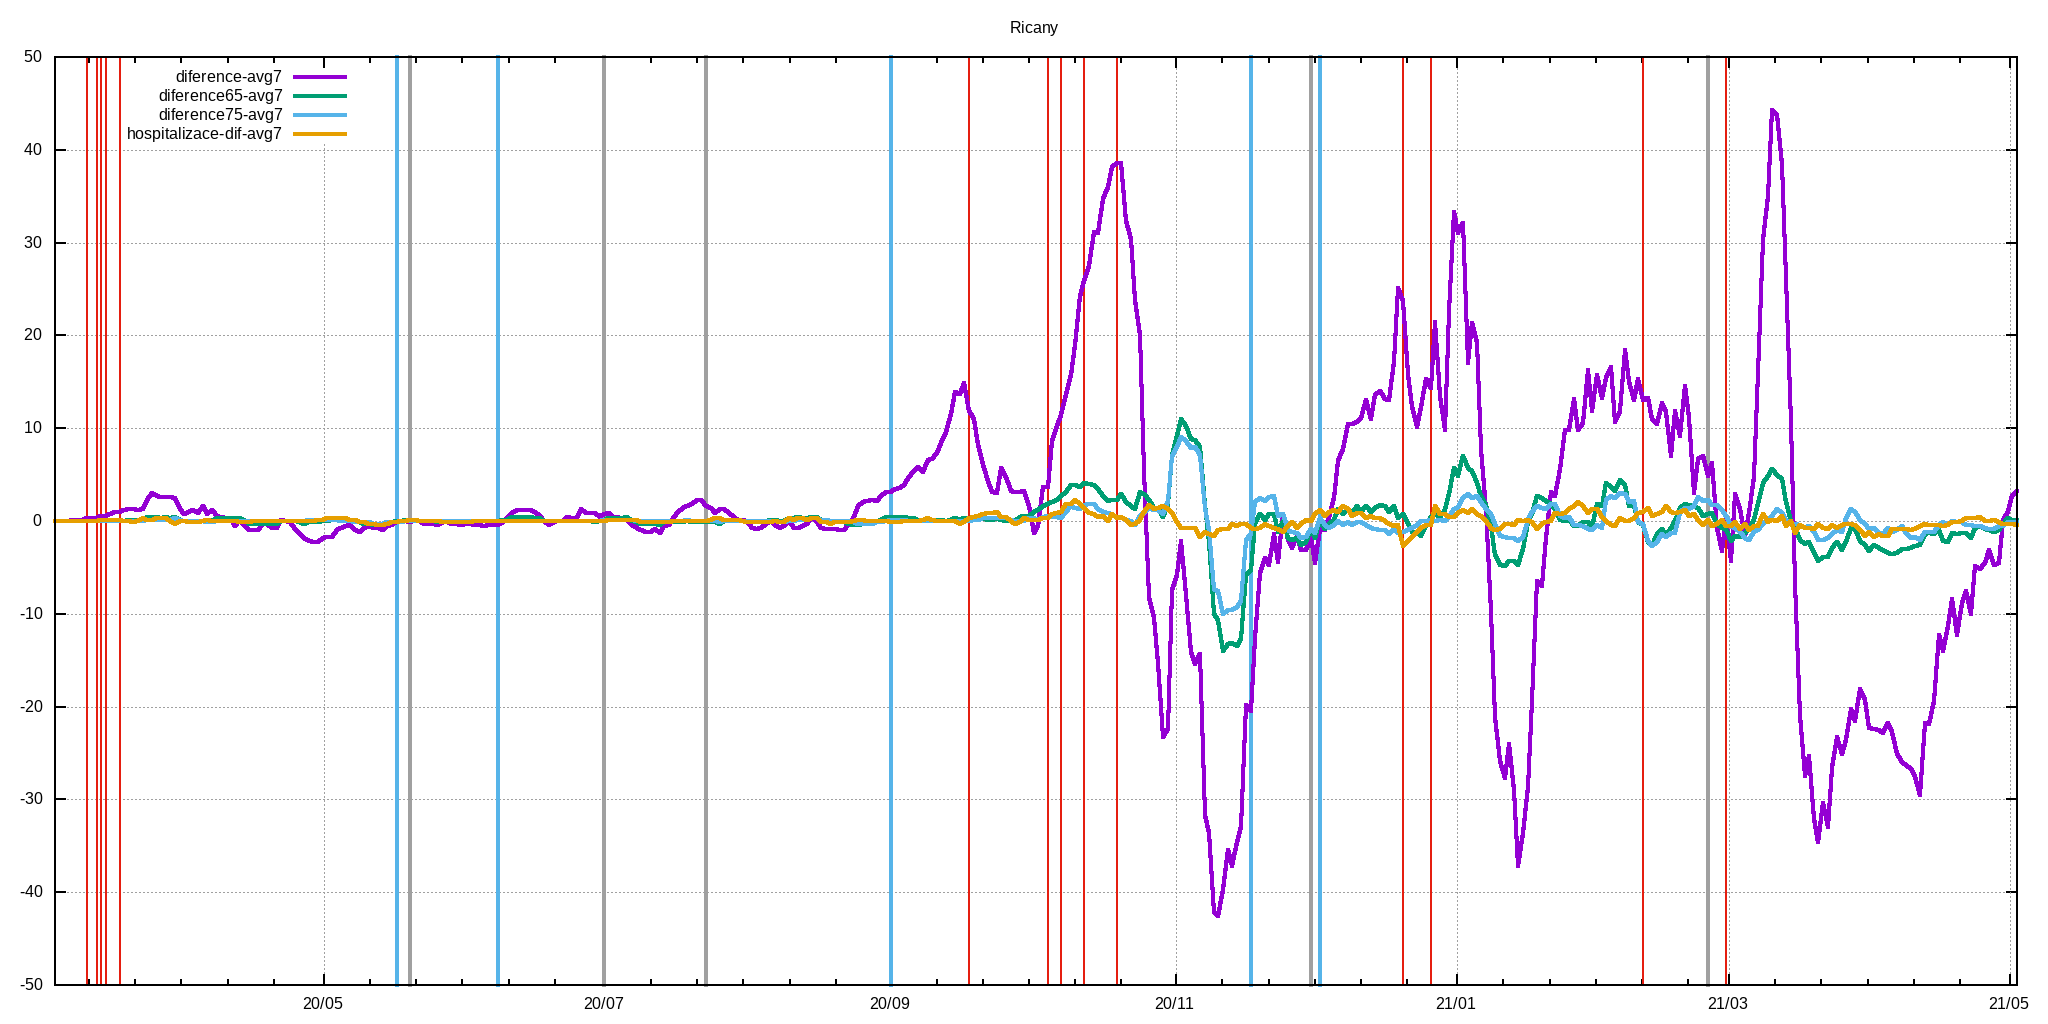 Ricany
diference-avg7
diference65-avg7
diference75-avg7
hospitalizace-dif-avg7
50
40
30
20
10
0
-10
-20
-30
-40
-50
20/05 20/07 20/09 20/11 21/01 21/03 21/05